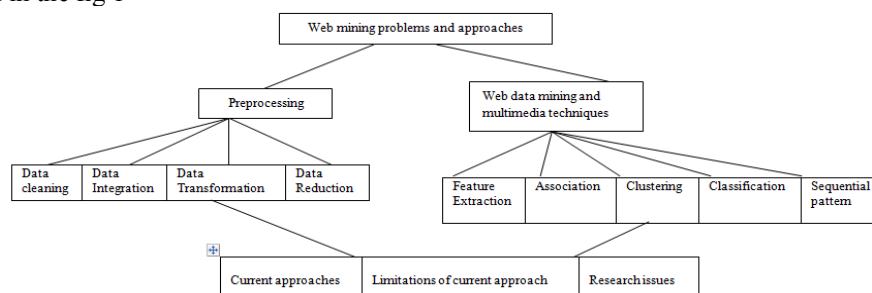 Web mining problems and approaches
Preprocessing
Web data mining and
multimedia techniques
Data
cleaning
Data
Integration
Data
Transformation
Data
Reduction
Feature
Extraction
Association
Clustering
Classification
Sequential
pattern
Current approaches
Limitations of current approach
Research issues